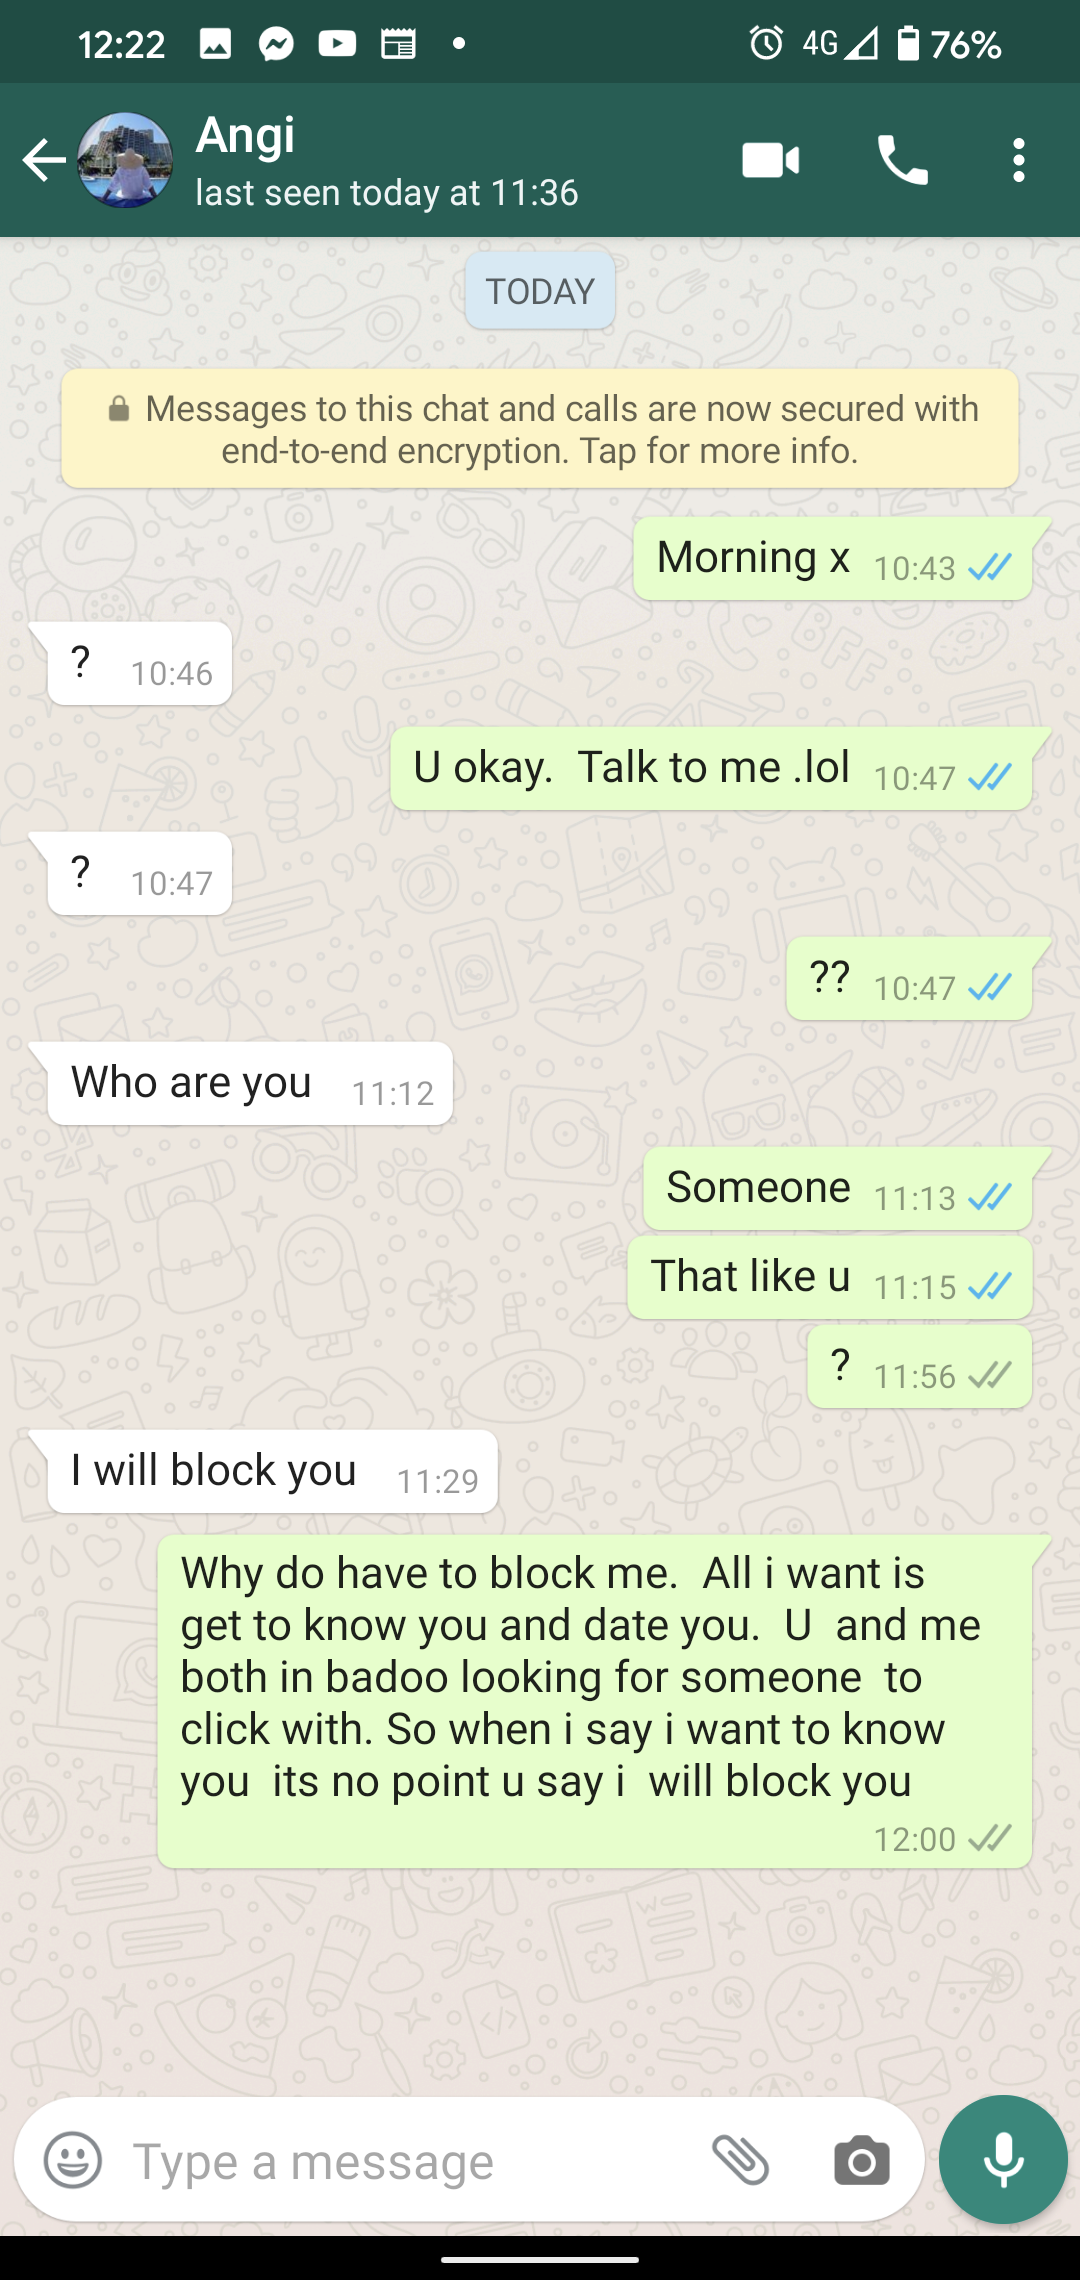 12:22 4G 76%
Angi
last seen today at 11:36
TODAY
Messages to this chat and calls are now secured with
end-to-end encryption. Tap for more info.
Morning x 10:43
? 10:46
U okay.  Talk to me .lol 10:47
? 10:47
?? 10:47
Who are you 11:12
Someone 11:13
That like u 11:15
? 11:56
I will block you 11:29
Why do have to block me.  All i want is
get to know you and date you.  U  and me
both in badoo looking for someone  to
click with. So when i say i want to know
you  its no point u say i  will block you
12:00
Type a message